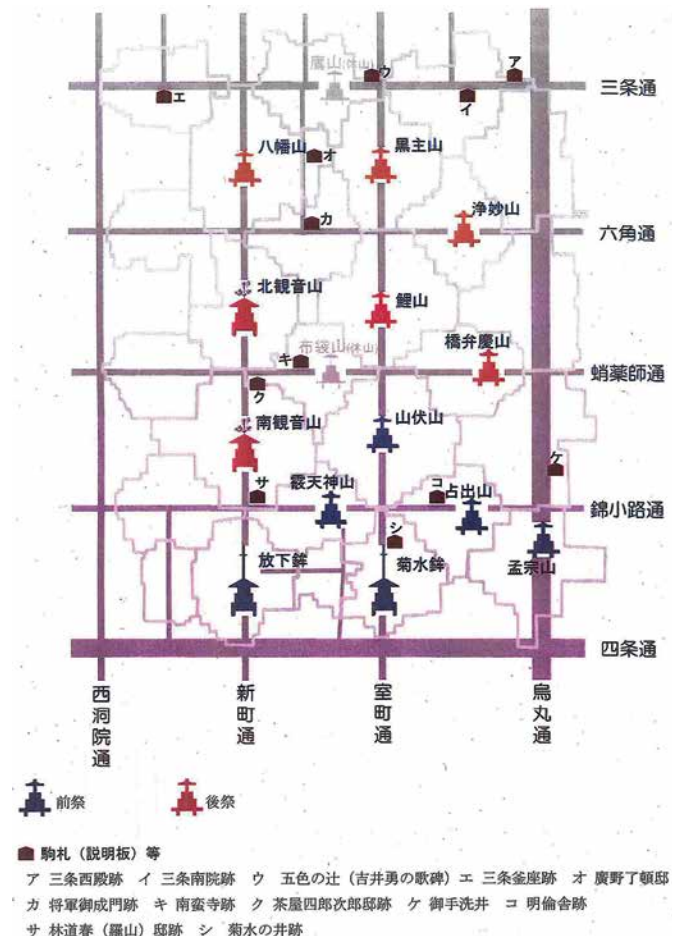 鷹山(休山)
ウ
ア
三条通
エ
イ
八幡山
オ
黒主山
浄妙山
カ
六角通
北観音山
鯉山
橋弁慶山
布袋山(休山)
キ
蛸薬師通
ク
南観音山
山伏山
ケ
サ
霰天神山
コ
占出山
錦小路通
シ
放下鉾
菊水鉾
孟宗山
四条通
西洞院通
新町通
室町通
烏丸通
前祭
後祭
駒札（説明板）等
ア 三条西殿跡 イ 三条南院跡 ウ 五色の辻（吉井勇の歌碑）エ 三条釜座跡 オ 廣野了頓邸
カ 将軍御成門跡 キ 南蛮寺跡 ク 茶屋四郎次郎邸跡 ケ 御手洗井 コ 明倫舎跡
サ 林道春（羅山）邸跡 シ 菊水の井跡